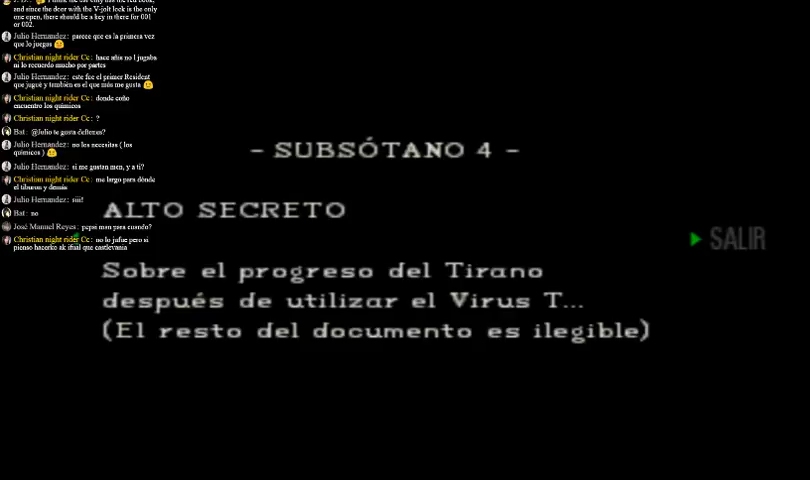 and since the door with the V-jolt lock is the only
one open, there should be a key in there for 001
or 002.
Julio Hernandez: parece que es la primera vez
que lo juegas
Christian night rider Cc: hace años no l jugaba
ni lo recuerdo mucho por partes
Julio Hernandez: este fue el primer Resident
que jugué y también es el que más me gusta
Christian night rider Cc: donde coño
encuentro los químicos
Christian night rider Cc: ?
Bat: @Julio te gusta deftones?
Julio Hernandez: no les necesitas ( los
químicos )
Julio Hernandez: si me gustan men, y a ti?
Christian night rider Cc: me largo para dónde
el tiburon y demás
Julio Hernandez: siii!
Bat: no
José Manuel Reyes: pepsi man para cuando?
Christian night rider Cc: no lo jufue pero si
pienso hacerko ak ifual que castlevania
- SUBSÓTANO 4 -
ALTO SECRETO
SALIR
Sobre el progreso del Tirano
después de utilizar el Virus T...
(El resto del documento es ilegible)